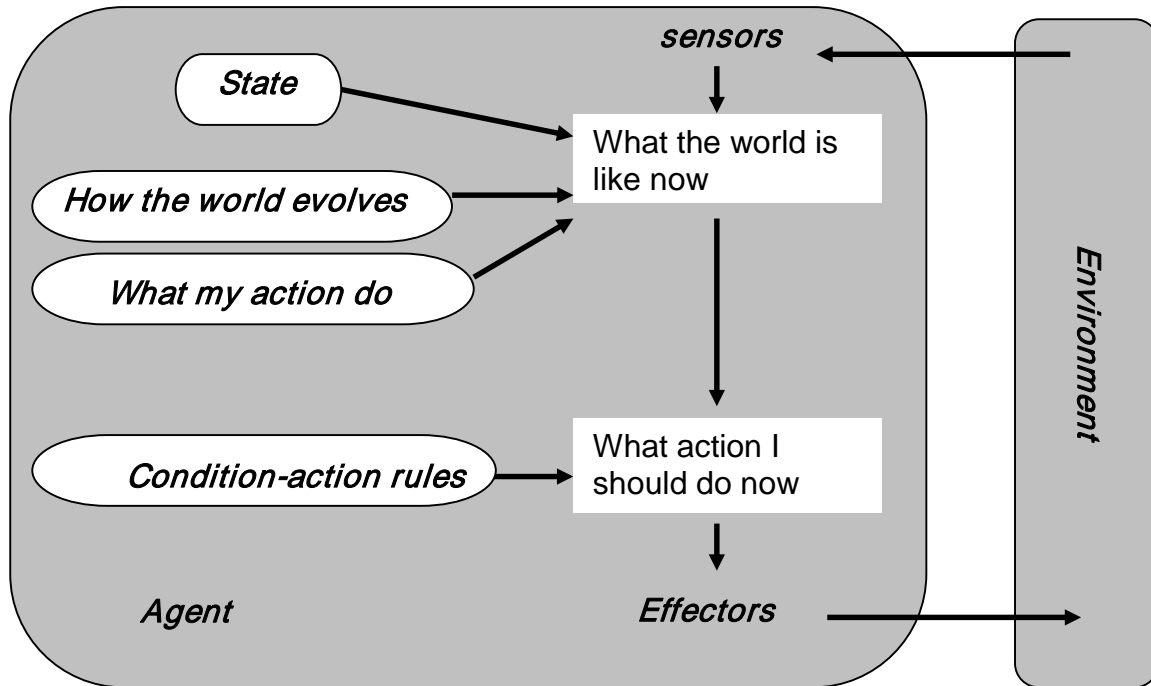 sensors
State
What the world is
like now
How the world evolves
What my action do
Environment
What action I
should do now
Condition-action rules
Agent
Effectors